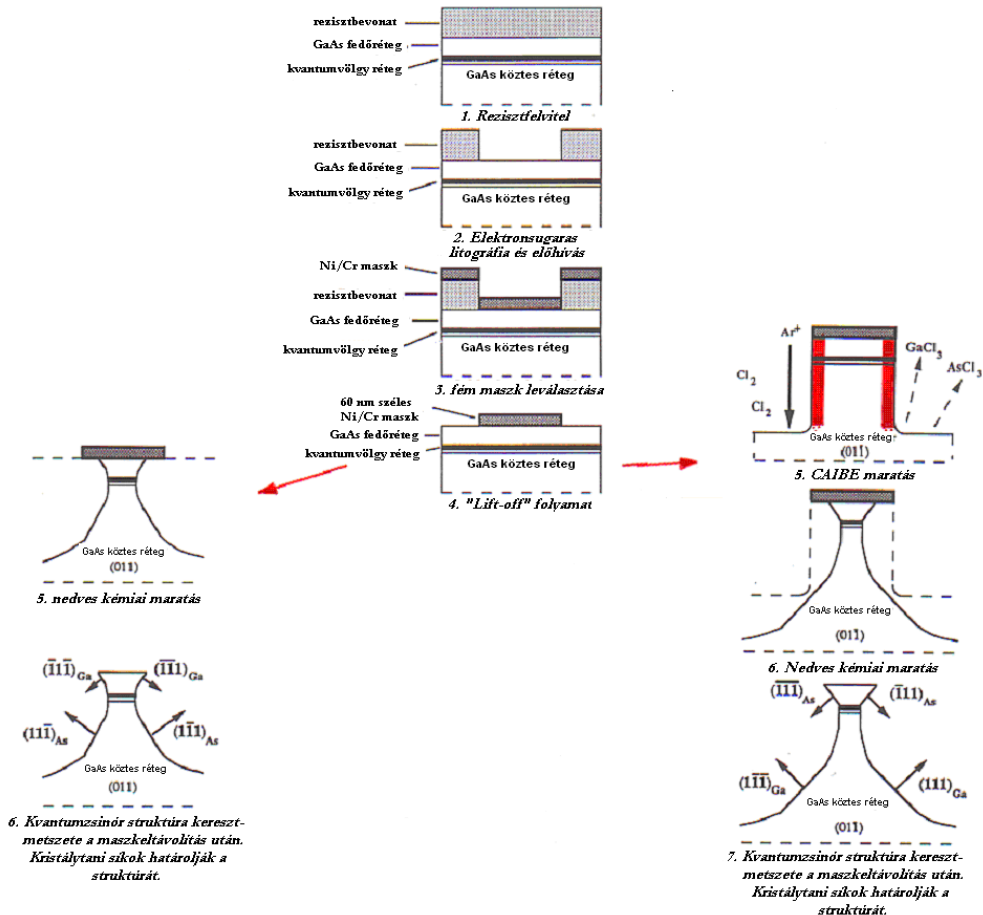 rezisztbevonat
GaAs fedőréteg
kvantumvölgy réteg
GaAs köztes réteg
1. Rezisztfelvitel
rezisztbevonat
GaAs fedőréteg
kvantumvölgy réteg
GaAs köztes réteg
2. Elektronsugaras
litográfia és előhívás
Ni/Cr maszk
rezisztbevonat
GaAs fedőréteg
kvantumvölgy réteg
GaAs köztes réteg
3. fém maszk leválasztása
60 nm széles
Ni/Cr maszk
GaAs fedőréteg
kvantumvölgy réteg
GaAs köztes réteg
4. "Lift-off" folyamat
GaAs köztes réteg
(011)
5. nedves kémiai maratás
(1̄11̄)Ga
(1̄1̄1)Ga
(111̄)As
(11̄1)As
GaAs köztes réteg
(011)
6. Kvantumzsinór struktúra kereszt-
metszete a maszkeltávolítás után.
Kristálytani síkok határolják a
struktúrát.
Ar+
Cl2
Cl2
GaCl3
AsCl3
GaAs köztes réteg
(011̄)
5. CAIBE maratás
GaAs köztes réteg
(011̄)
6. Nedves kémiai maratás
(1̄1̄1̄)As
(1̄11)As
(11̄1̄)Ga
(111)Ga
GaAs köztes réteg
(011̄)
7. Kvantumzsinór struktúra kereszt-
metszete a maszkeltávolítás után.
Kristálytani síkok határolják a
struktúrát.